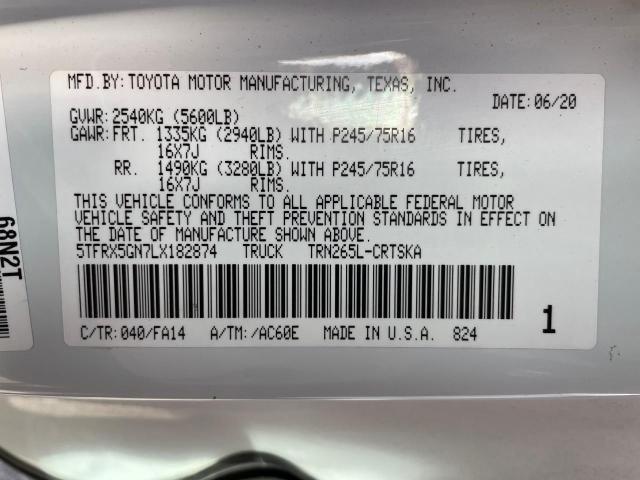 MFD.BY: TOYOTA MOTOR MANUFACTURING, TEXAS, INC.
DATE: 06/20
GVWR: 2540KG (5600LB)
GAWR: FRT. 1335KG (2940LB) WITH P245/75R16 TIRES,
16X7J RIMS.
RR. 1490KG (3280LB) WITH P245/75R16 TIRES,
16X7J RIMS.
THIS VEHICLE CONFORMS TO ALL APPLICABLE FEDERAL MOTOR
VEHICLE SAFETY AND THEFT PREVENTION STANDARDS IN EFFECT ON
THE DATE OF MANUFACTURE SHOWN ABOVE.
5TFRX5GN7LX182874 TRUCK TRN265L-CRTSKA
C/TR: 040/FA14 A/TM: /AC60E MADE IN U.S.A. 824
1
68N2T